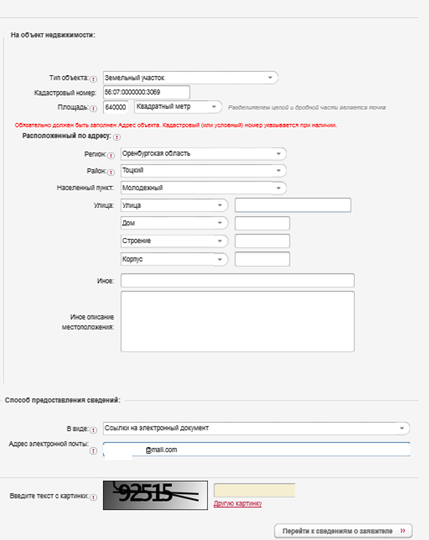 На объект недвижимости:
Тип объекта: Земельный участок
Кадастровый номер: 56:07:0000000:3069
Площадь: 640000 Квадратный метр Разделителем целой и дробной части является точка
Обязательно должен быть заполнен Адрес объекта. Кадастровый (или условный) номер указывается при наличии.
Расположенный по адресу:
Регион: Оренбургская область
Район: Тоцкий
Населенный пункт: Молодежный
Улица: Улица
Дом
Строение
Корпус
Иное:
Иное описание
местоположения:
Способ предоставления сведений:
В виде: Ссылки на электронный документ
Адрес электронной почты:
@mail.com
Введите текст с картинки: 92515
Другую картинку
Перейти к сведениям о заявителе »